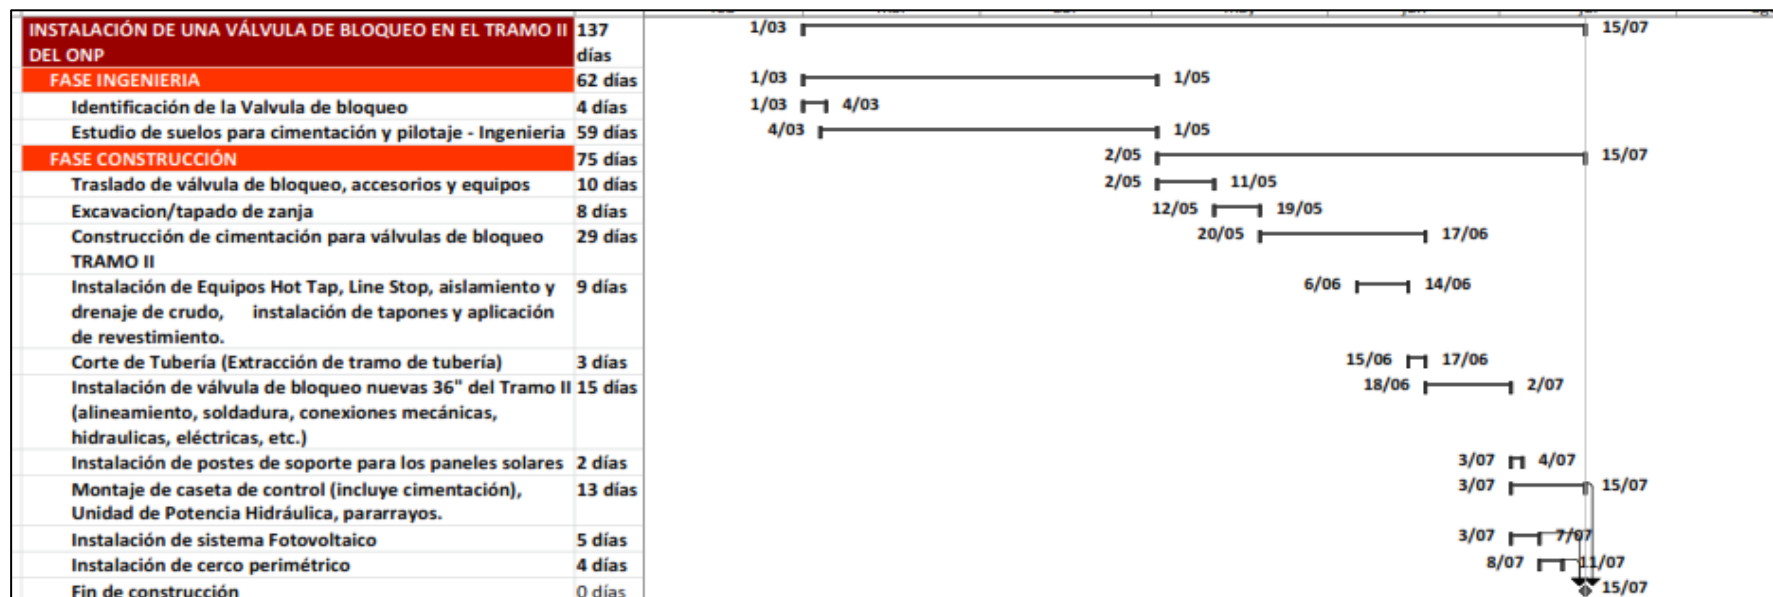 INSTALACIÓN DE UNA VÁLVULA DE BLOQUEO EN EL TRAMO II 137 1/03 15/07
DEL ONP días
FASE INGENIERIA 62 días 1/03 1/05
Identificación de la Valvula de bloqueo 4 días 1/03 4/03
Estudio de suelos para cimentación y pilotaje - Ingenieria 59 días 4/03 1/05
FASE CONSTRUCCIÓN 75 días 2/05 15/07
Traslado de válvula de bloqueo, accesorios y equipos 10 días 2/05 11/05
Excavacion/tapado de zanja 8 días 12/05 19/05
Construcción de cimentación para válvulas de bloqueo 29 días 20/05 17/06
TRAMO II
Instalación de Equipos Hot Tap, Line Stop, aislamiento y 9 días 6/06 14/06
drenaje de crudo, instalación de tapones y aplicación
de revestimiento.
Corte de Tubería (Extracción de tramo de tubería) 3 días 15/06 17/06
Instalación de válvula de bloqueo nuevas 36" del Tramo II 15 días 18/06 2/07
(alineamiento, soldadura, conexiones mecánicas,
hidraulicas, eléctricas, etc.)
Instalación de postes de soporte para los paneles solares 2 días 3/07 4/07
Montaje de caseta de control (incluye cimentación), 13 días 3/07 15/07
Unidad de Potencia Hidráulica, pararrayos.
Instalación de sistema Fotovoltaico 5 días 3/07 7/07
Instalación de cerco perimétrico 4 días 8/07 11/07
Fin de construcción 0 días 15/07